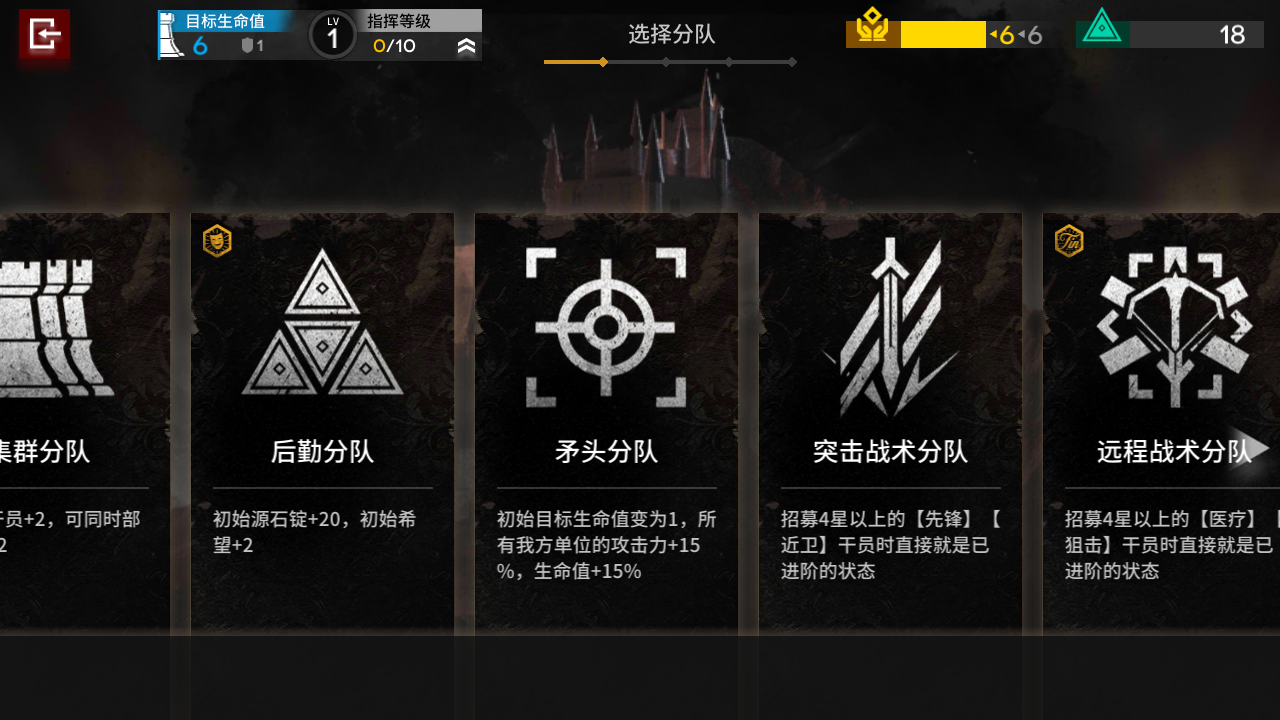 目标生命值
6
1
LV
1
指挥等级
0/10
选择分队
6
6
18
集群分队
干员+2，可同时部
2
后勤分队
初始源石锭+20，初始希
望+2
矛头分队
初始目标生命值变为1，所
有我方单位的攻击力+15
%，生命值+15%
突击战术分队
招募4星以上的【先锋】【
近卫】干员时直接就是已
进阶的状态
Tin
远程战术分队
招募4星以上的【医疗】【
狙击】干员时直接就是已
进阶的状态